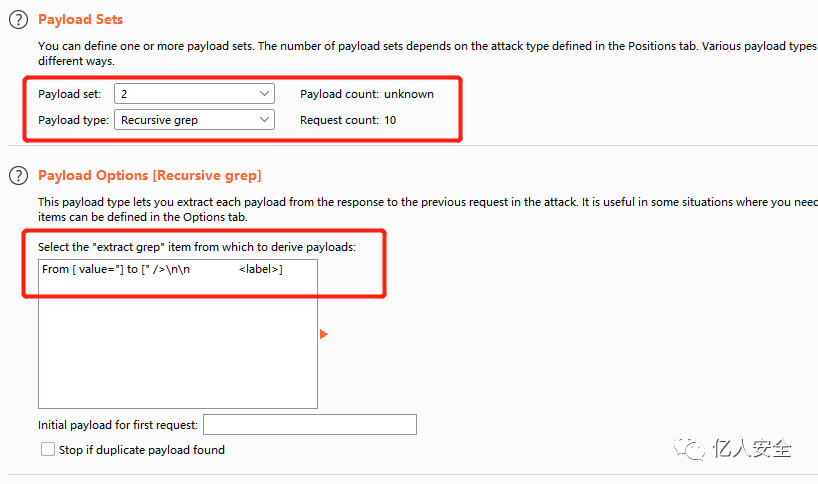 Payload Sets
You can define one or more payload sets. The number of payload sets depends on the attack type defined in the Positions tab. Various payload types
different ways.
Payload set: 2 Payload count: unknown
Payload type: Recursive grep Request count: 10
Payload Options [Recursive grep]
This payload type lets you extract each payload from the response to the previous request in the attack. It is useful in some situations where you need
items can be defined in the Options tab.
Select the "extract grep" item from which to derive payloads:
From [ value="] to [" />\n\n <label>]
Initial payload for first request:
Stop if duplicate payload found
亿人安全